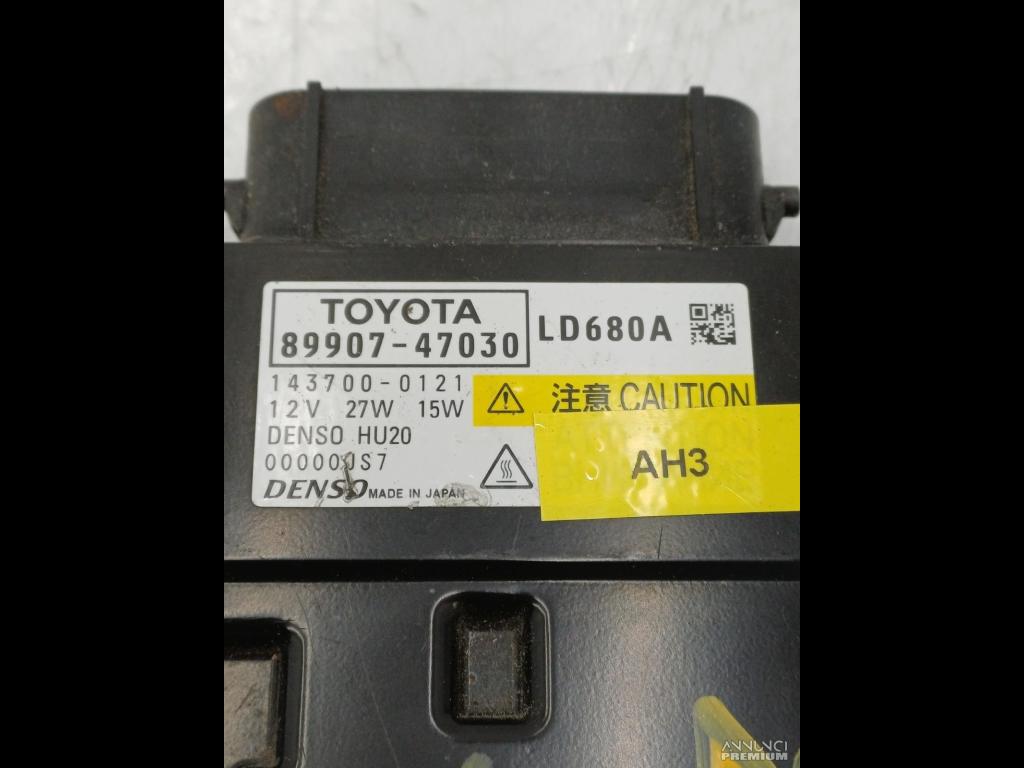 TOYOTA
89907-47030
LD680A
143700-0121
12V 27W 15W
DENSO HU20
000000JS7
DENSO MADE IN JAPAN
注意 CAUTION
AH3
ANNUNCI
PREMIUM